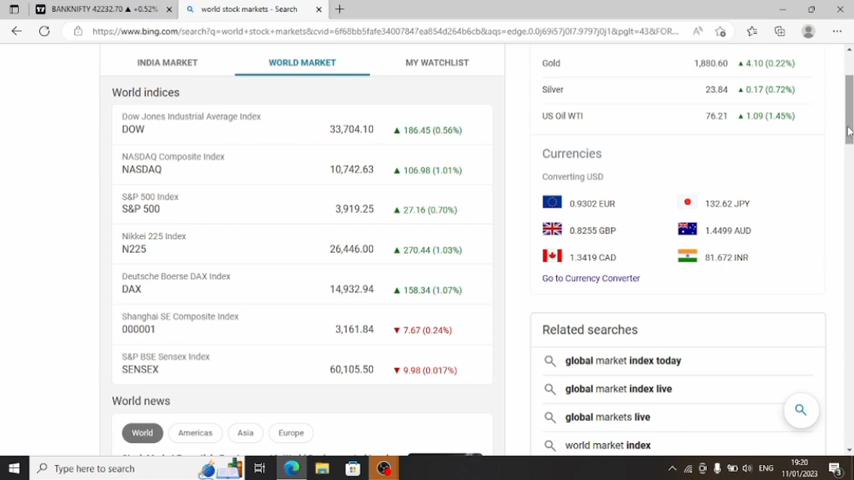 BANKNIFTY 42232.70 ▲ +0.52%
world stock markets - Search
https://www.bing.com/search?q=world+stock+markets&cvid=6f68bb5fafe34007847ea854d264b6cb&aqs=edge.0.0j69i57j0l7.9797j0j1&pglt=43&FOR...
INDIA MARKET WORLD MARKET MY WATCHLIST
World indices
Dow Jones Industrial Average Index
DOW 33,704.10 ▲ 186.45 (0.56%)
NASDAQ Composite Index
NASDAQ 10,742.63 ▲ 106.98 (1.01%)
S&P 500 Index
S&P 500 3,919.25 ▲ 27.16 (0.70%)
Nikkei 225 Index
N225 26,446.00 ▲ 270.44 (1.03%)
Deutsche Boerse DAX Index
DAX 14,932.94 ▲ 158.34 (1.07%)
Shanghai SE Composite Index
000001 3,161.84 ▼ 7.67 (0.24%)
S&P BSE Sensex Index
SENSEX 60,105.50 ▼ 9.98 (0.017%)
World news
World Americas Asia Europe
Gold 1,880.60 ▲ 4.10 (0.22%)
Silver 23.84 ▲ 0.17 (0.72%)
US Oil WTI 76.21 ▲ 1.09 (1.45%)
Currencies
Converting USD
0.9302 EUR 132.62 JPY
0.8255 GBP 1.4499 AUD
1.3419 CAD 81.672 INR
Go to Currency Converter
Related searches
global market index today
global market index live
global markets live
world market index
Type here to search
ENG
19:20
11/01/2023